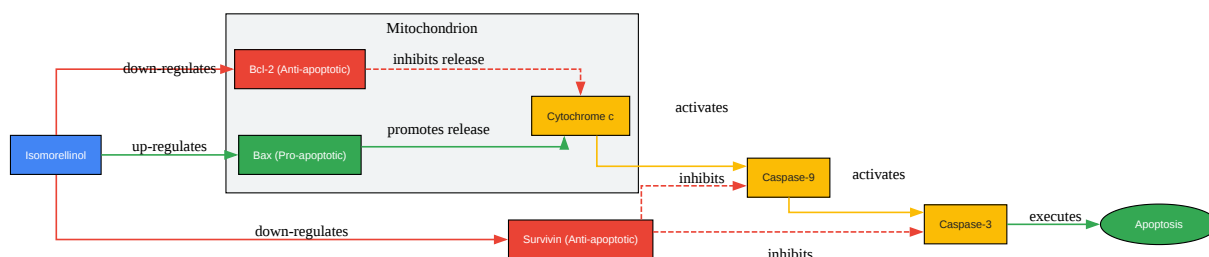 Mitochondrion
down-regulates
Bcl-2 (Anti-apoptotic)
inhibits release
Cytochrome c
activates
Isomorellinol
up-regulates
Bax (Pro-apoptotic)
promotes release
inhibits
Caspase-9
activates
down-regulates
Survivin (Anti-apoptotic)
inhibits
Caspase-3
executes
Apoptosis